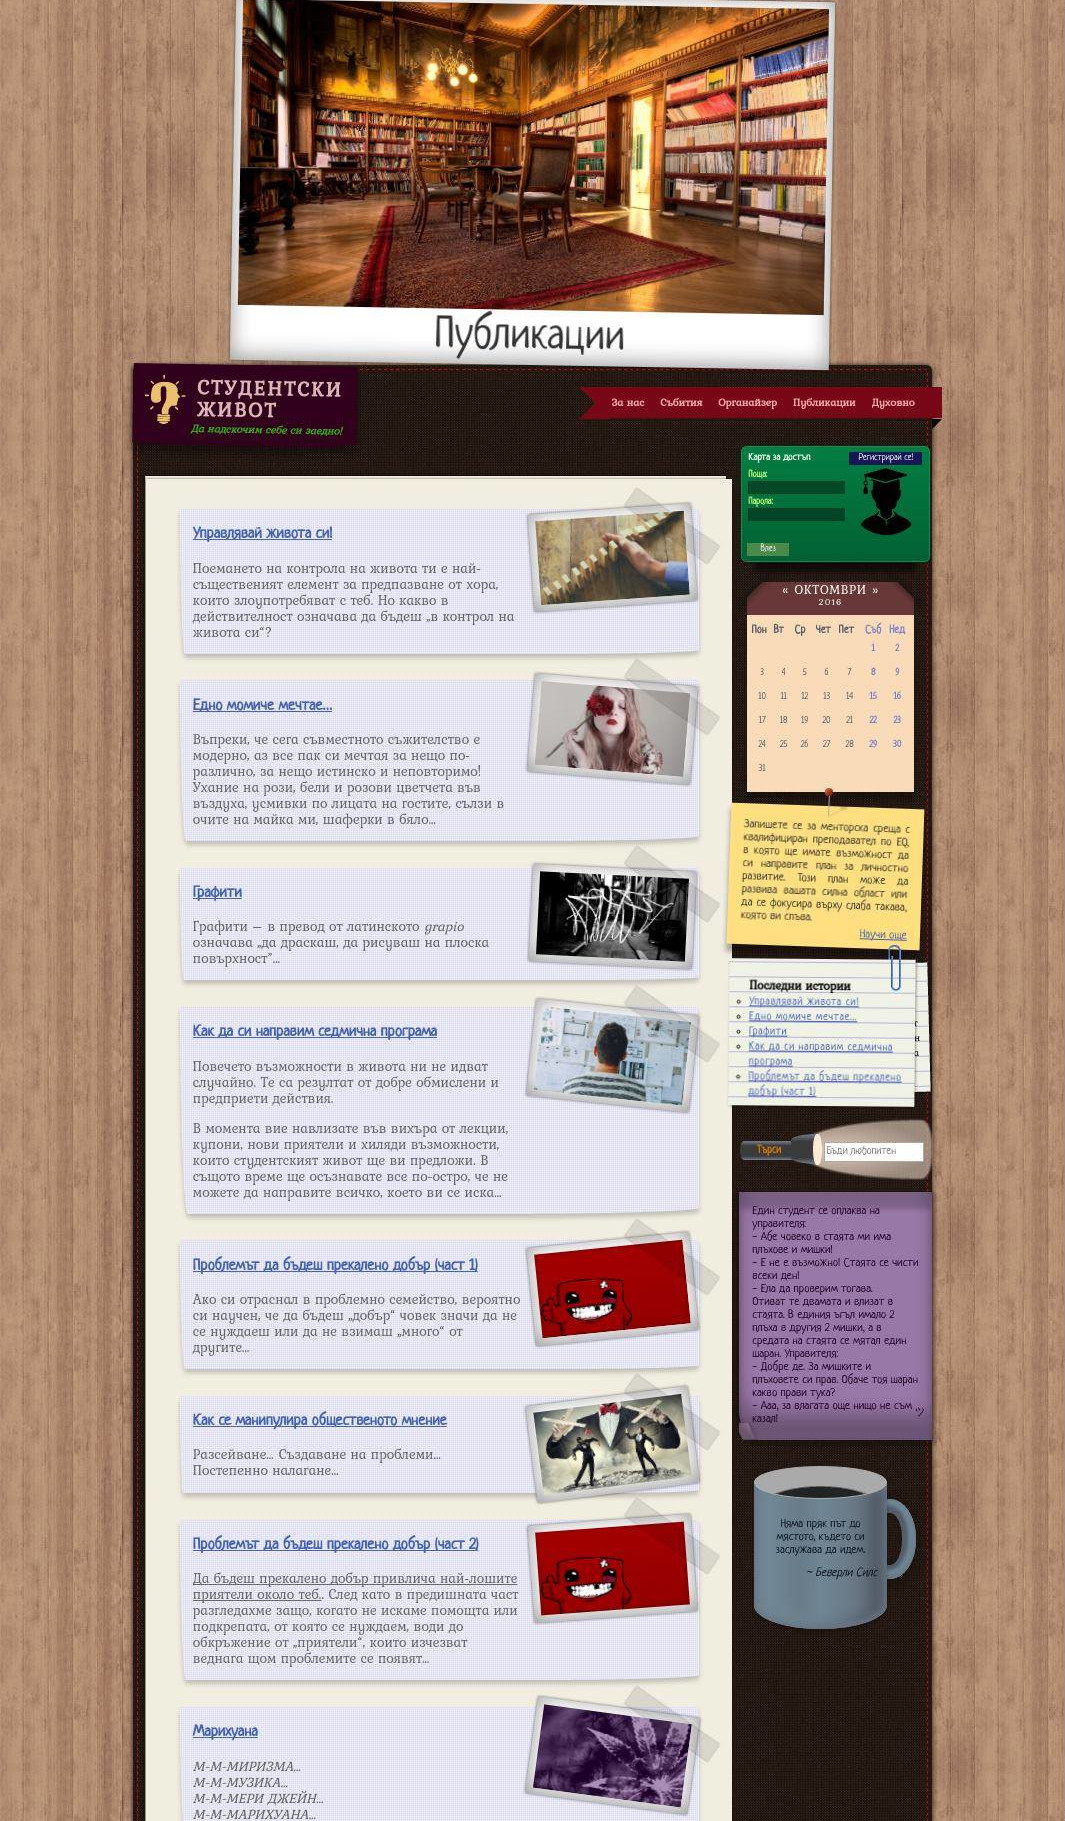 Публикации
СТУДЕНТСКИ
ЖИВОТ
Да надскочим себе си заедно!
За нас Събития Органайзер Публикации Духовно
Управлявай живота си!
Поемането на контрола на живота ти е най-
същественият елемент за предпазване от хора,
които злоупотребяват с теб. Но какво в
действителност означава да бъдеш „в контрол на
живота си“?
Едно момиче мечтае...
Въпреки, че сега съвместното съжителство е
модерно, аз все пак си мечтая за нещо по-
различно, за нещо истинско и неповторимо!
Ухание на рози, бели и розови цветчета във
въздуха, усмивки по лицата на гостите, сълзи в
очите на майка ми, шаферки в бяло...
Графити
Графити – в превод от латинското grapio
означава „да драскаш, да рисуваш на плоска
повърхност”...
Как да си направим седмична програма
Повечето възможности в живота ни не идват
случайно. Те са резултат от добре обмислени и
предприети действия.
В момента вие навлизате във вихъра от лекции,
купони, нови приятели и хиляди възможности,
които студентският живот ще ви предложи. В
същото време ще осъзнавате все по-остро, че не
можете да направите всичко, което ви се иска...
Проблемът да бъдеш прекалено добър (част 1)
Ако си отраснал в проблемно семейство, вероятно
си научен, че да бъдеш „добър“ човек значи да не
се нуждаеш или да не взимаш „много“ от
другите...
Как се манипулира общественото мнение
Разсейване... Създаване на проблеми...
Постепенно налагане...
Проблемът да бъдеш прекалено добър (част 2)
Да бъдеш прекалено добър привлича най-лошите
приятели около теб.. След като в предишната част
разгледахме защо, когато не искаме помощта или
подкрепата, от която се нуждаем, води до
обкръжение от „приятели“, които изчезват
веднага щом проблемите се появят...
Марихуана
М-М-МИРИЗМА...
М-М-МУЗИКА...
М-М-МЕРИ ДЖЕЙН...
М-М-МАРИХУАНА...
Карта за достъп Регистрирай се!
Поща:
Парола:
Влез
« ОКТОМВРИ »
2016
Пон Вт Ср Чет Пет Съб Нед
1 2
3 4 5 6 7 8 9
10 11 12 13 14 15 16
17 18 19 20 21 22 23
24 25 26 27 28 29 30
31
Запишете се за менторска среща с
квалифициран преподавател по EQ,
в която ще имате възможност да
си направите план за личностно
развитие. Този план може да
развива вашата силна област или
да се фокусира върху слаба такава,
която ви спъва.
Научи още
Последни истории
Управлявай живота си!
Едно момиче мечтае...
Графити
Как да си направим седмична
програма
Проблемът да бъдеш прекалено
добър (част 1)
Търси Бъди любопитен
Един студент се оплаква на
управителя:
- Абе човеко в стаята ми има
плъхове и мишки!
- Е не е възможно! Стаята се чисти
всеки ден!
- Ела да проверим тогава.
Отиват те двамата и влизат в
стаята. В единия ъгъл имало 2
плъха в другия 2 мишки, а в
средата на стаята се мятал един
шаран. Управителя:
- Добре де. За мишките и
плъховете си прав. Обаче тоя шаран
какво прави тука?
- Ааа, за влагата още нищо не съм
казал!
Няма пряк път до
мястото, където си
заслужава да идем.
~ Беверли Силс